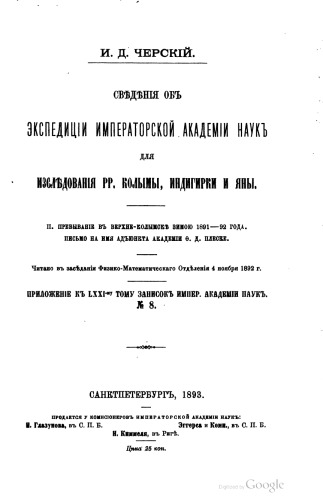 И. Д. ЧЕРСКІЙ.
СВѢДѢНІЯ ОБЪ
ЭКСПЕДИЦІИ ИМПЕРАТОРСКОЙ АКАДЕМІИ НАУКЪ
ДЛЯ
ИЗСЛѢДОВАНІЯ РР. КОЛЫМЫ, ИНДИГИРКИ И ЯНЫ.
II. ПРЕБЫВАНІЕ ВЪ ВЕРХНЕ-КОЛЫМСКѢ ЗИМОЮ 1891—92 ГОДА.
ПИСЬМО НА ИМЯ АДЪЮНКТА АКАДЕМІИ Ѳ. Д. ПЛЕСКЕ.
Читано въ засѣданіи Физико-Математическаго Отдѣленія 4 ноября 1892 г.
ПРИЛОЖЕНІЕ КЪ LXXI-му ТОМУ ЗАПИСОКЪ ИМПЕР. АКАДЕМІИ НАУКЪ.
№ 8.
САНКТПЕТЕРБУРГЪ, 1893.
ПРОДАЕТСЯ У КОМИСІОНЕРОВЪ ИМПЕРАТОРСКОЙ АКАДЕМІИ НАУКЪ:
И. Глазунова, въ С. П. Б. Эггерса и Комп., въ С. П. Б.
Н. Киммеля, въ Ригѣ.
Цѣна 25 коп.
Digitized by Google